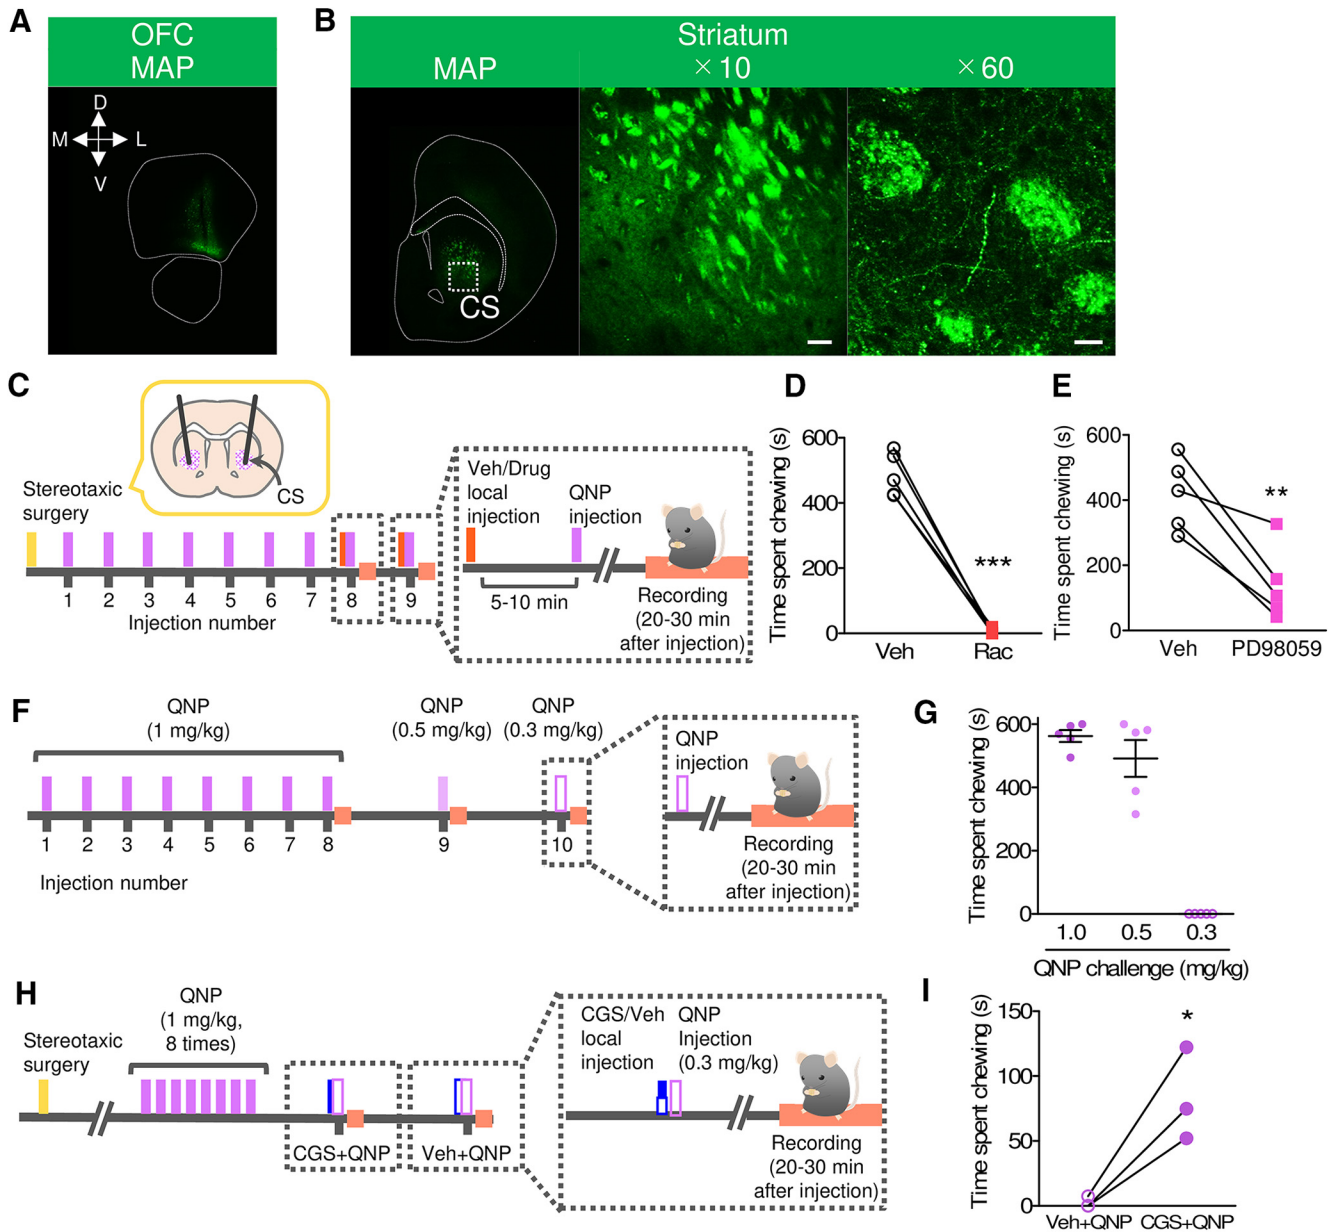 A
OFC
MAP
D
M
L
V
B
Striatum
MAP
×10
×60
CS
C
Stereotaxic
surgery
CS
1 2 3 4 5 6 7 8 9
Injection number
Veh/Drug
local
injection
QNP
injection
5-10 min
Recording
(20-30 min
after injection)
D
Time spent chewing (s)
600
400
200
0
***
Veh
Rac
E
Time spent chewing (s)
600
400
200
0
**
Veh
PD98059
F
QNP
(1 mg/kg)
QNP
(0.5 mg/kg)
QNP
(0.3 mg/kg)
1 2 3 4 5 6 7 8 9 10
Injection number
QNP
injection
Recording
(20-30 min
after injection)
G
Time spent chewing (s)
600
400
200
0
1.0 0.5 0.3
QNP challenge (mg/kg)
H
Stereotaxic
surgery
QNP
(1 mg/kg,
8 times)
CGS+QNP
Veh+QNP
CGS/Veh
local
injection
QNP
Injection
(0.3 mg/kg)
Recording
(20-30 min
after injection)
I
Time spent chewing (s)
150
100
50
0
*
Veh+QNP CGS+QNP